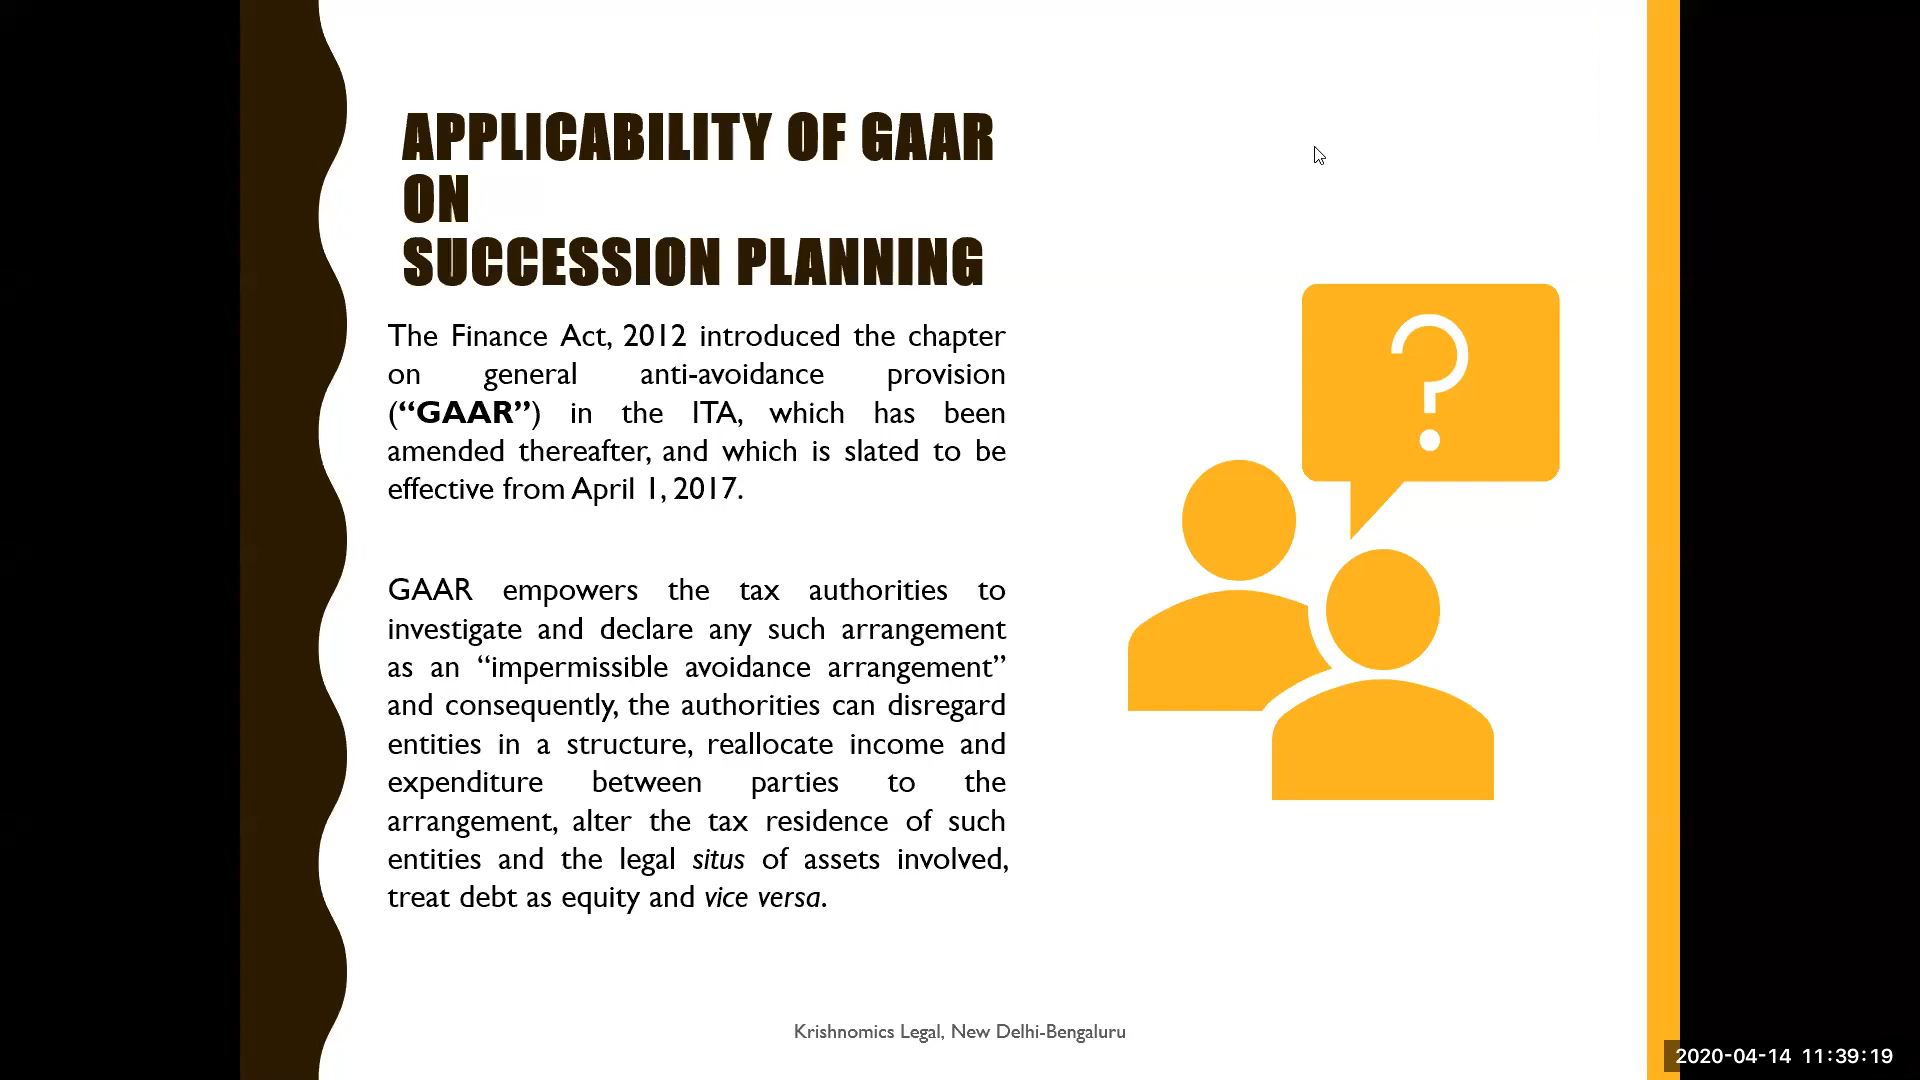 APPLICABILITY OF GAAR
ON
SUCCESSION PLANNING
The Finance Act, 2012 introduced the chapter
on general anti-avoidance provision
(“GAAR”) in the ITA, which has been
amended thereafter, and which is slated to be
effective from April 1, 2017.
GAAR empowers the tax authorities to
investigate and declare any such arrangement
as an “impermissible avoidance arrangement”
and consequently, the authorities can disregard
entities in a structure, reallocate income and
expenditure between parties to the
arrangement, alter the tax residence of such
entities and the legal situs of assets involved,
treat debt as equity and vice versa.
?
Krishnomics Legal, New Delhi-Bengaluru
2020-04-14 11:39:19